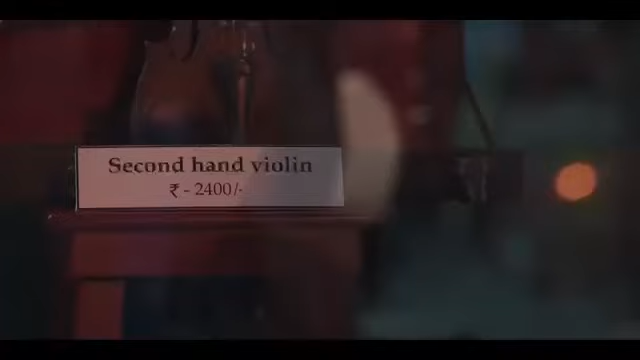 Second hand violin
₹ - 2400/-